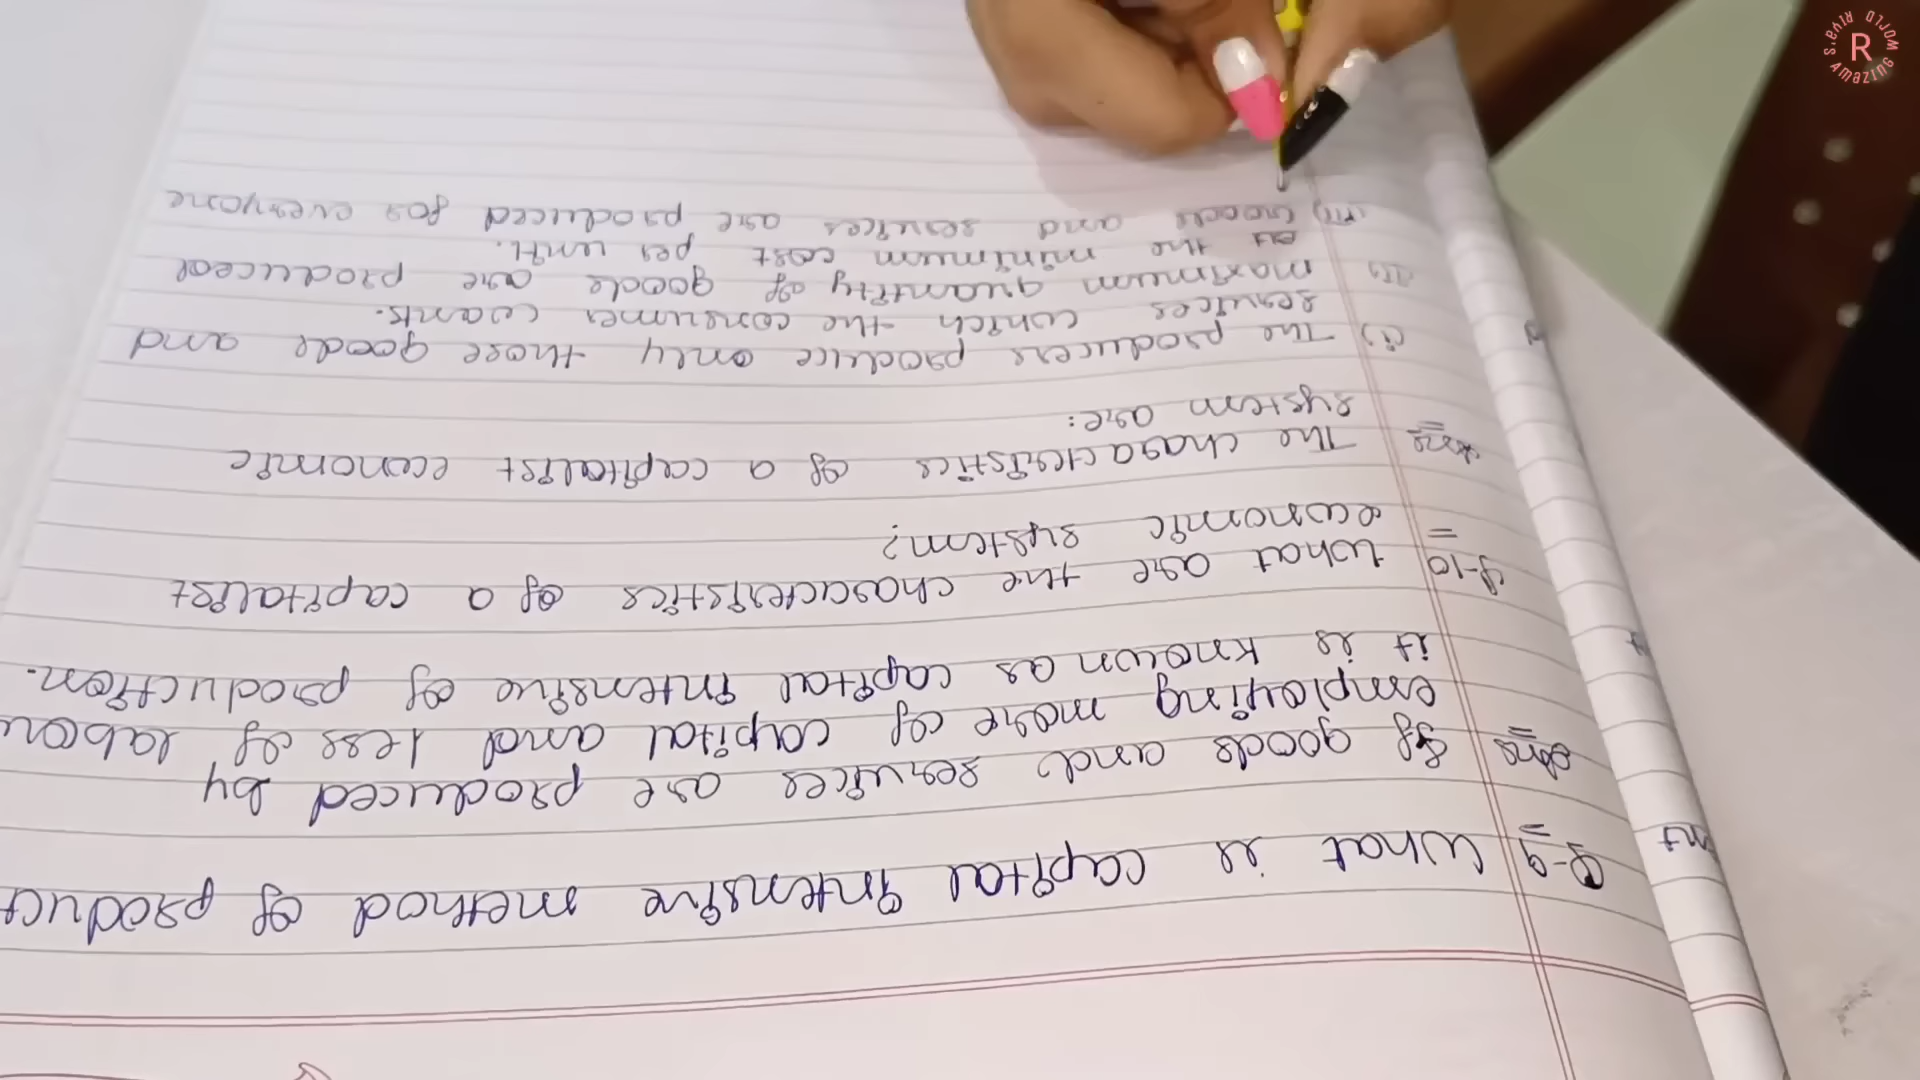 Q-9 What is capital intensive method of product
Ans If goods and services are produced by
employing more of capital and less of labou
it is known as capital intensive of production.
Q-10 What are the characteristics of a capitalist
economic system?
Ans The characteristics of a capitalist economic
system are:
(i) The producers produce only those goods and
services which the consumer wants.
(ii) maximum quantity of goods are produced
at the minimum cost per unit.
(iii) Goods and services are produced for everyone
R
RIYA'S AMAZING WORLD